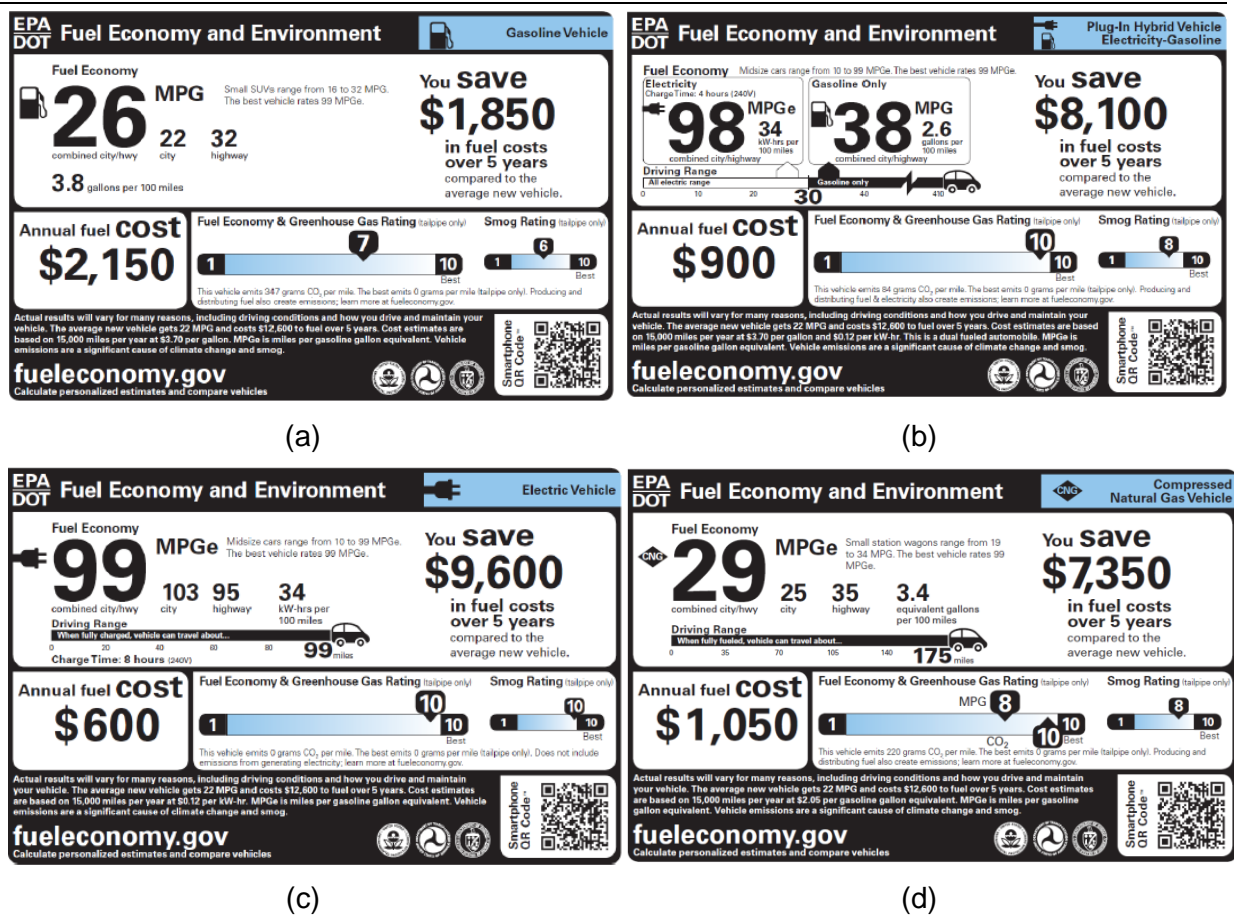 EPA
DOT
Fuel Economy and Environment
Gasoline Vehicle
Fuel Economy
26
MPG
Small SUVs range from 16 to 32 MPG.
The best vehicle rates 99 MPGe.
22
32
combined city/hwy
city
highway
3.8 gallons per 100 miles
You save
$1,850
in fuel costs
over 5 years
compared to the
average new vehicle.
Annual fuel cost
$2,150
Fuel Economy & Greenhouse Gas Rating (tailpipe only)
7
1
10
Best
Smog Rating (tailpipe only)
6
1
10
Best
This vehicle emits 347 grams CO2 per mile. The best emits 0 grams per mile (tailpipe only). Producing and
distributing fuel also create emissions; learn more at fueleconomy.gov.
Actual results will vary for many reasons, including driving conditions and how you drive and maintain your
vehicle. The average new vehicle gets 22 MPG and costs $12,600 to fuel over 5 years. Cost estimates are
based on 15,000 miles per year at $3.70 per gallon. MPGe is miles per gasoline gallon equivalent. Vehicle
emissions are a significant cause of climate change and smog.
fueleconomy.gov
Calculate personalized estimates and compare vehicles
Smartphone
QR Code™
(a)
EPA
DOT
Fuel Economy and Environment
Plug-In Hybrid Vehicle
Electricity-Gasoline
Fuel Economy
Midsize cars range from 10 to 99 MPGe. The best vehicle rates 99 MPGe.
Electricity
Charge Time: 4 hours (240V)
98
MPGe
34
kW-hrs per
100 miles
combined city/highway
Gasoline Only
38
MPG
2.6
gallons per
100 miles
combined city/highway
Driving Range
All electric range
Gasoline only
0
10
20
30
40
410
You save
$8,100
in fuel costs
over 5 years
compared to the
average new vehicle.
Annual fuel cost
$900
Fuel Economy & Greenhouse Gas Rating (tailpipe only)
10
1
10
Best
Smog Rating (tailpipe only)
8
1
10
Best
This vehicle emits 84 grams CO2 per mile. The best emits 0 grams per mile (tailpipe only). Producing and
distributing fuel & electricity also create emissions; learn more at fueleconomy.gov.
Actual results will vary for many reasons, including driving conditions and how you drive and maintain your
vehicle. The average new vehicle gets 22 MPG and costs $12,600 to fuel over 5 years. Cost estimates are based
on 15,000 miles per year at $3.70 per gallon and $0.12 per kW-hr. This is a dual fueled automobile. MPGe is
miles per gasoline gallon equivalent. Vehicle emissions are a significant cause of climate change and smog.
fueleconomy.gov
Calculate personalized estimates and compare vehicles
Smartphone
QR Code™
(b)
EPA
DOT
Fuel Economy and Environment
Electric Vehicle
Fuel Economy
99
MPGe
Midsize cars range from 10 to 99 MPGe.
The best vehicle rates 99 MPGe.
103
95
34
combined city/hwy
city
highway
kW-hrs per
100 miles
Driving Range
When fully charged, vehicle can travel about...
0
20
40
60
80
99 miles
Charge Time: 8 hours (240V)
You save
$9,600
in fuel costs
over 5 years
compared to the
average new vehicle.
Annual fuel cost
$600
Fuel Economy & Greenhouse Gas Rating (tailpipe only)
10
1
10
Best
Smog Rating (tailpipe only)
10
1
10
Best
This vehicle emits 0 grams CO2 per mile. The best emits 0 grams per mile (tailpipe only). Does not include
emissions from generating electricity; learn more at fueleconomy.gov.
Actual results will vary for many reasons, including driving conditions and how you drive and maintain
your vehicle. The average new vehicle gets 22 MPG and costs $12,600 to fuel over 5 years. Cost estimates
are based on 15,000 miles per year at $0.12 per kW-hr. MPGe is miles per gasoline gallon equivalent. Vehicle
emissions are a significant cause of climate change and smog.
fueleconomy.gov
Calculate personalized estimates and compare vehicles
Smartphone
QR Code™
(c)
EPA
DOT
Fuel Economy and Environment
CNG
Compressed
Natural Gas Vehicle
Fuel Economy
CNG
29
MPGe
Small station wagons range from 19
to 34 MPG. The best vehicle rates 99
MPGe.
25
35
3.4
combined city/hwy
city
highway
equivalent gallons
per 100 miles
Driving Range
When fully fueled, vehicle can travel about...
0
35
70
105
140
175 miles
You save
$7,350
in fuel costs
over 5 years
compared to the
average new vehicle.
Annual fuel cost
$1,050
Fuel Economy & Greenhouse Gas Rating (tailpipe only)
MPG 8
1
10
CO2 10 Best
Smog Rating (tailpipe only)
8
1
10
Best
This vehicle emits 220 grams CO2 per mile. The best emits 0 grams per mile (tailpipe only). Producing and
distributing fuel also create emissions; learn more at fueleconomy.gov.
Actual results will vary for many reasons, including driving conditions and how you drive and maintain
your vehicle. The average new vehicle gets 22 MPG and costs $12,600 to fuel over 5 years. Cost estimates
are based on 15,000 miles per year at $2.05 per gasoline gallon equivalent. MPGe is miles per gasoline
gallon equivalent. Vehicle emissions are a significant cause of climate change and smog.
fueleconomy.gov
Calculate personalized estimates and compare vehicles
Smartphone
QR Code™
(d)